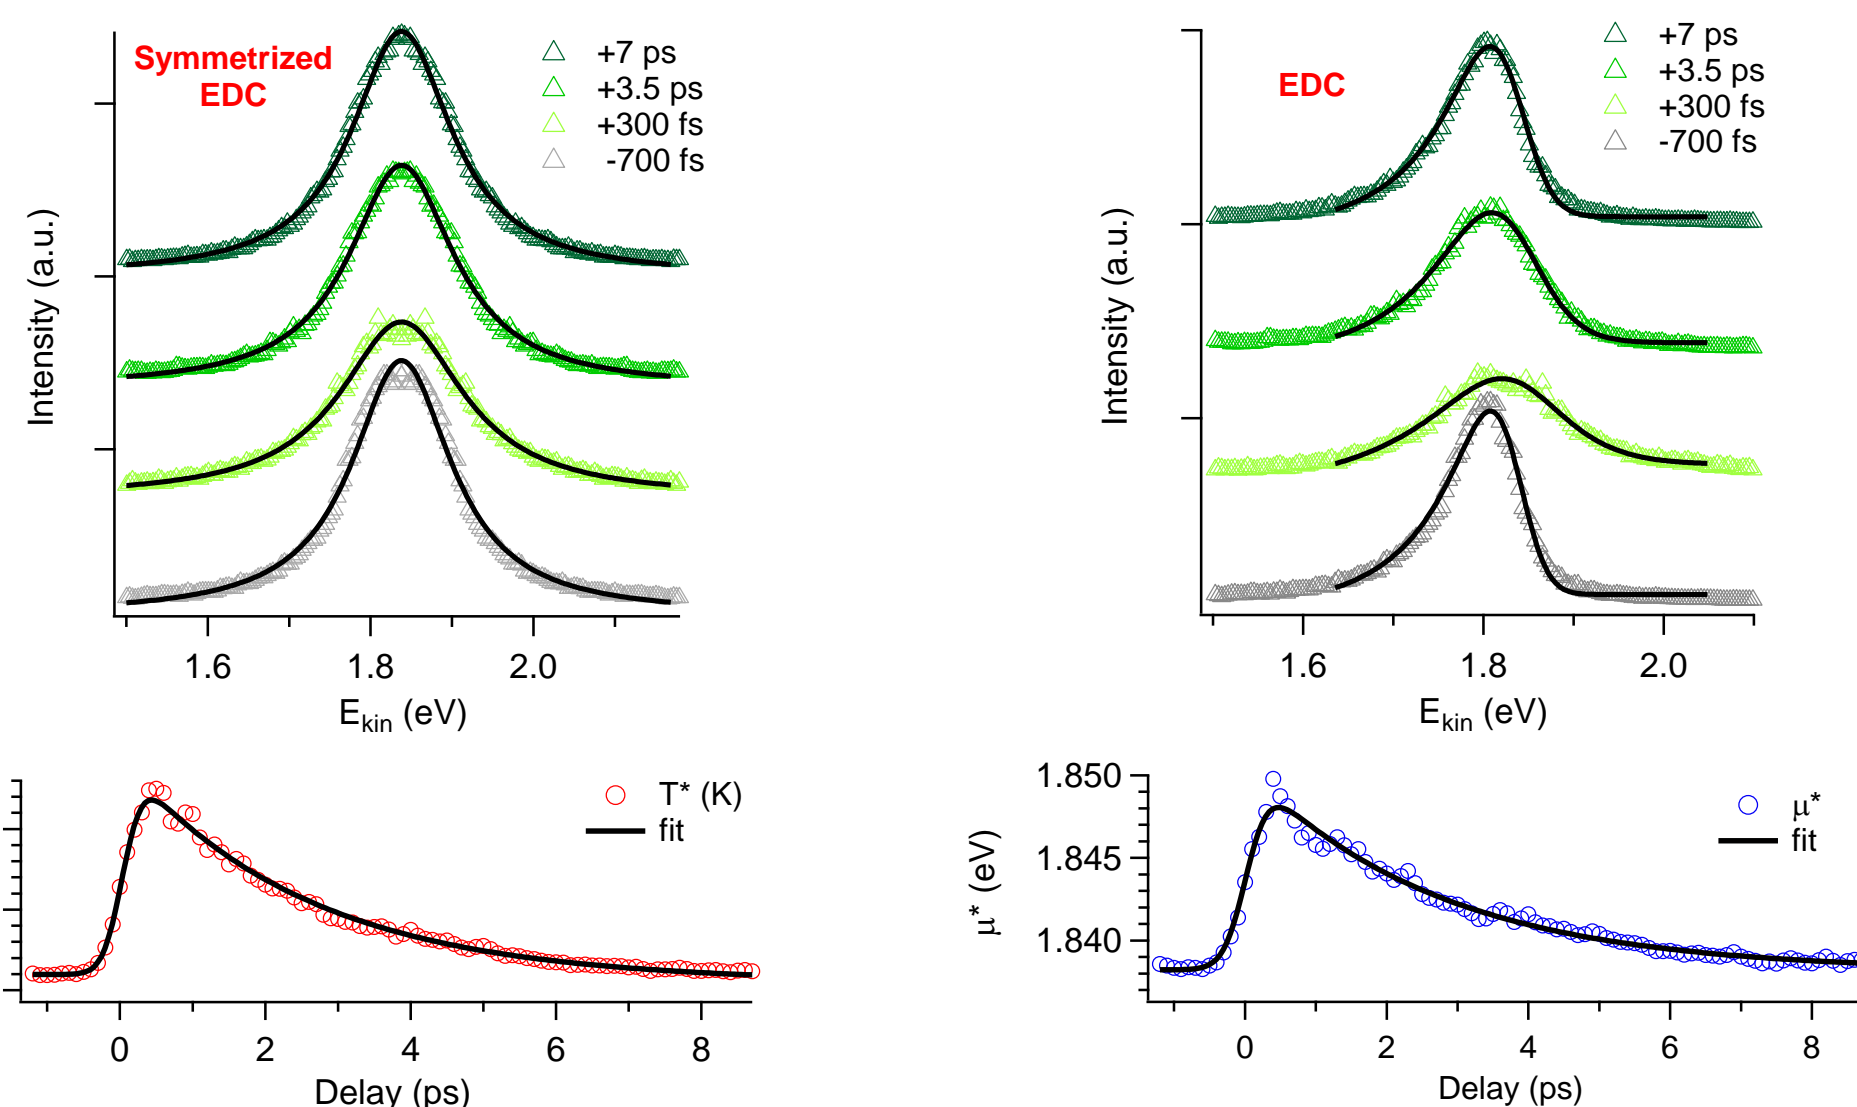 Symmetrized
EDC
+7 ps
+3.5 ps
+300 fs
-700 fs
Intensity (a.u.)
1.6
1.8
2.0
E_kin (eV)
EDC
+7 ps
+3.5 ps
+300 fs
-700 fs
Intensity (a.u.)
1.6
1.8
2.0
E_kin (eV)
T* (K)
fit
0
2
4
6
8
Delay (ps)
1.850
1.845
1.840
μ* (eV)
μ*
fit
0
2
4
6
8
Delay (ps)